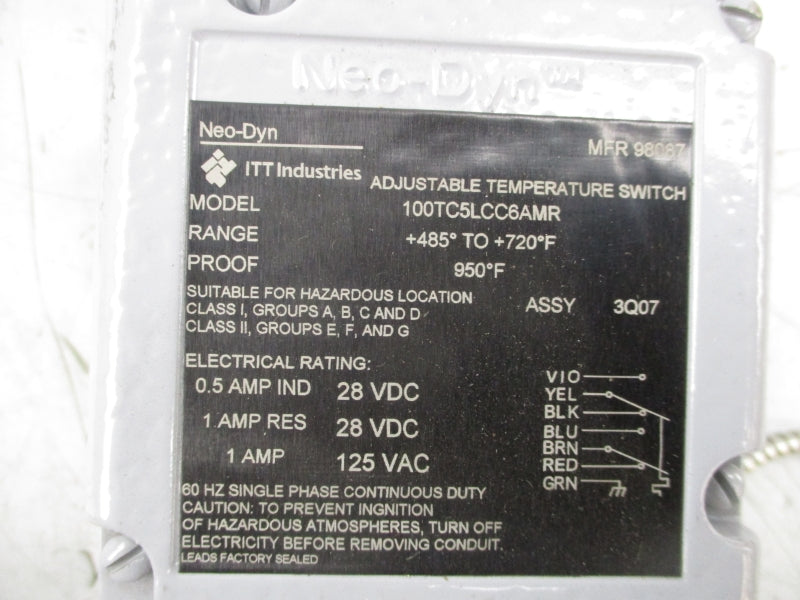 Neo-Dyn™
Neo-Dyn
MFR 98087
ITT Industries
ADJUSTABLE TEMPERATURE SWITCH
MODEL 100TC5LCC6AMR
RANGE +485° TO +720°F
PROOF 950°F
SUITABLE FOR HAZARDOUS LOCATION
CLASS I, GROUPS A, B, C AND D
CLASS II, GROUPS E, F, AND G
ASSY 3Q07
ELECTRICAL RATING:
0.5 AMP IND 28 VDC
1 AMP RES 28 VDC
1 AMP 125 VAC
VIO
YEL
BLK
BLU
BRN
RED
GRN
60 HZ SINGLE PHASE CONTINUOUS DUTY
CAUTION: TO PREVENT INGNITION
OF HAZARDOUS ATMOSPHERES, TURN OFF
ELECTRICITY BEFORE REMOVING CONDUIT.
LEADS FACTORY SEALED